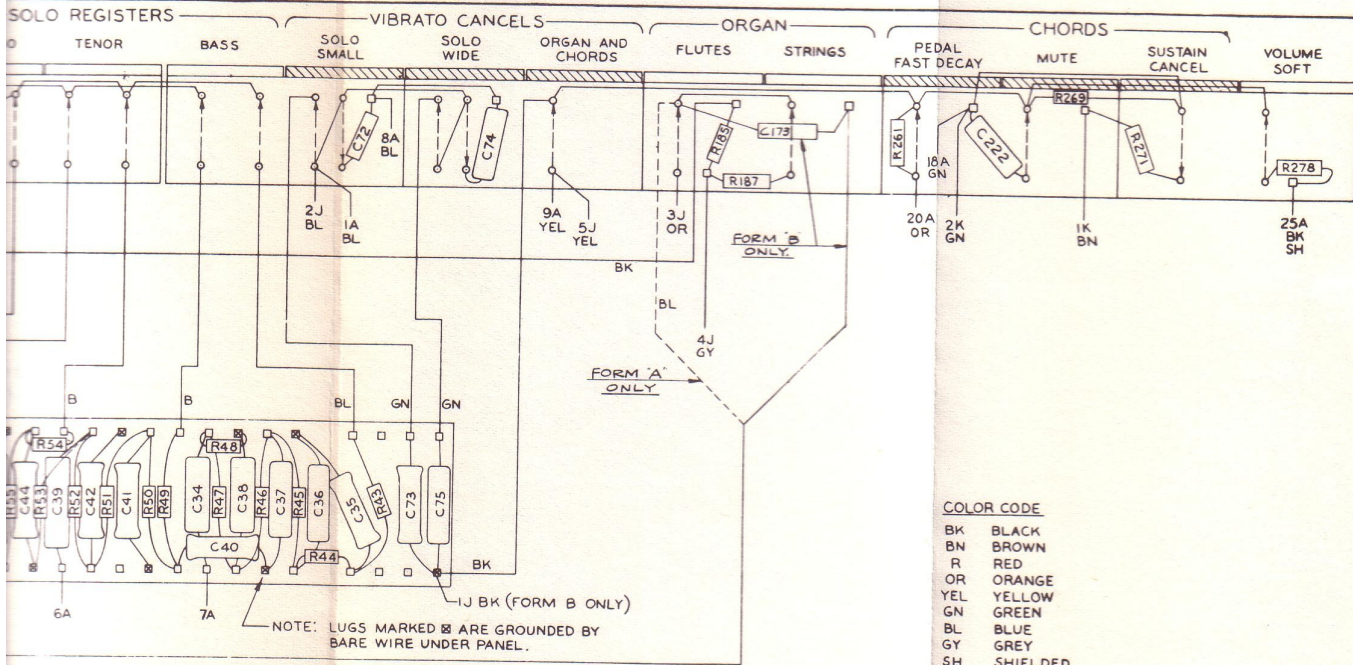 SOLO REGISTERS
VIBRATO CANCELS
ORGAN
CHORDS
TENOR
BASS
SOLO SMALL
SOLO WIDE
ORGAN AND CHORDS
FLUTES
STRINGS
PEDAL FAST DECAY
MUTE
SUSTAIN CANCEL
VOLUME SOFT
C72
8A
BL
C74
R185
C173
R187
R261
18A
GN
C222
R269
R271
R278
2J
BL
1A
BL
9A
YEL
5J
YEL
3J
OR
FORM "B"
ONLY.
20A
OR
2K
GN
1K
BN
25A
BK
SH
BK
BL
4J
GY
FORM "A"
ONLY
B
B
BL
GN
GN
R54
R48
R55
C44
R53
C39
R52
C42
R51
C41
R50
R49
C34
R47
C38
R46
C37
R45
C36
C35
R43
C73
C75
C40
R44
BK
6A
7A
1J BK (FORM B ONLY)
NOTE: LUGS MARKED ⊠ ARE GROUNDED BY
BARE WIRE UNDER PANEL.
COLOR CODE
BK BLACK
BN BROWN
R RED
OR ORANGE
YEL YELLOW
GN GREEN
BL BLUE
GY GREY
SH SHIELDED